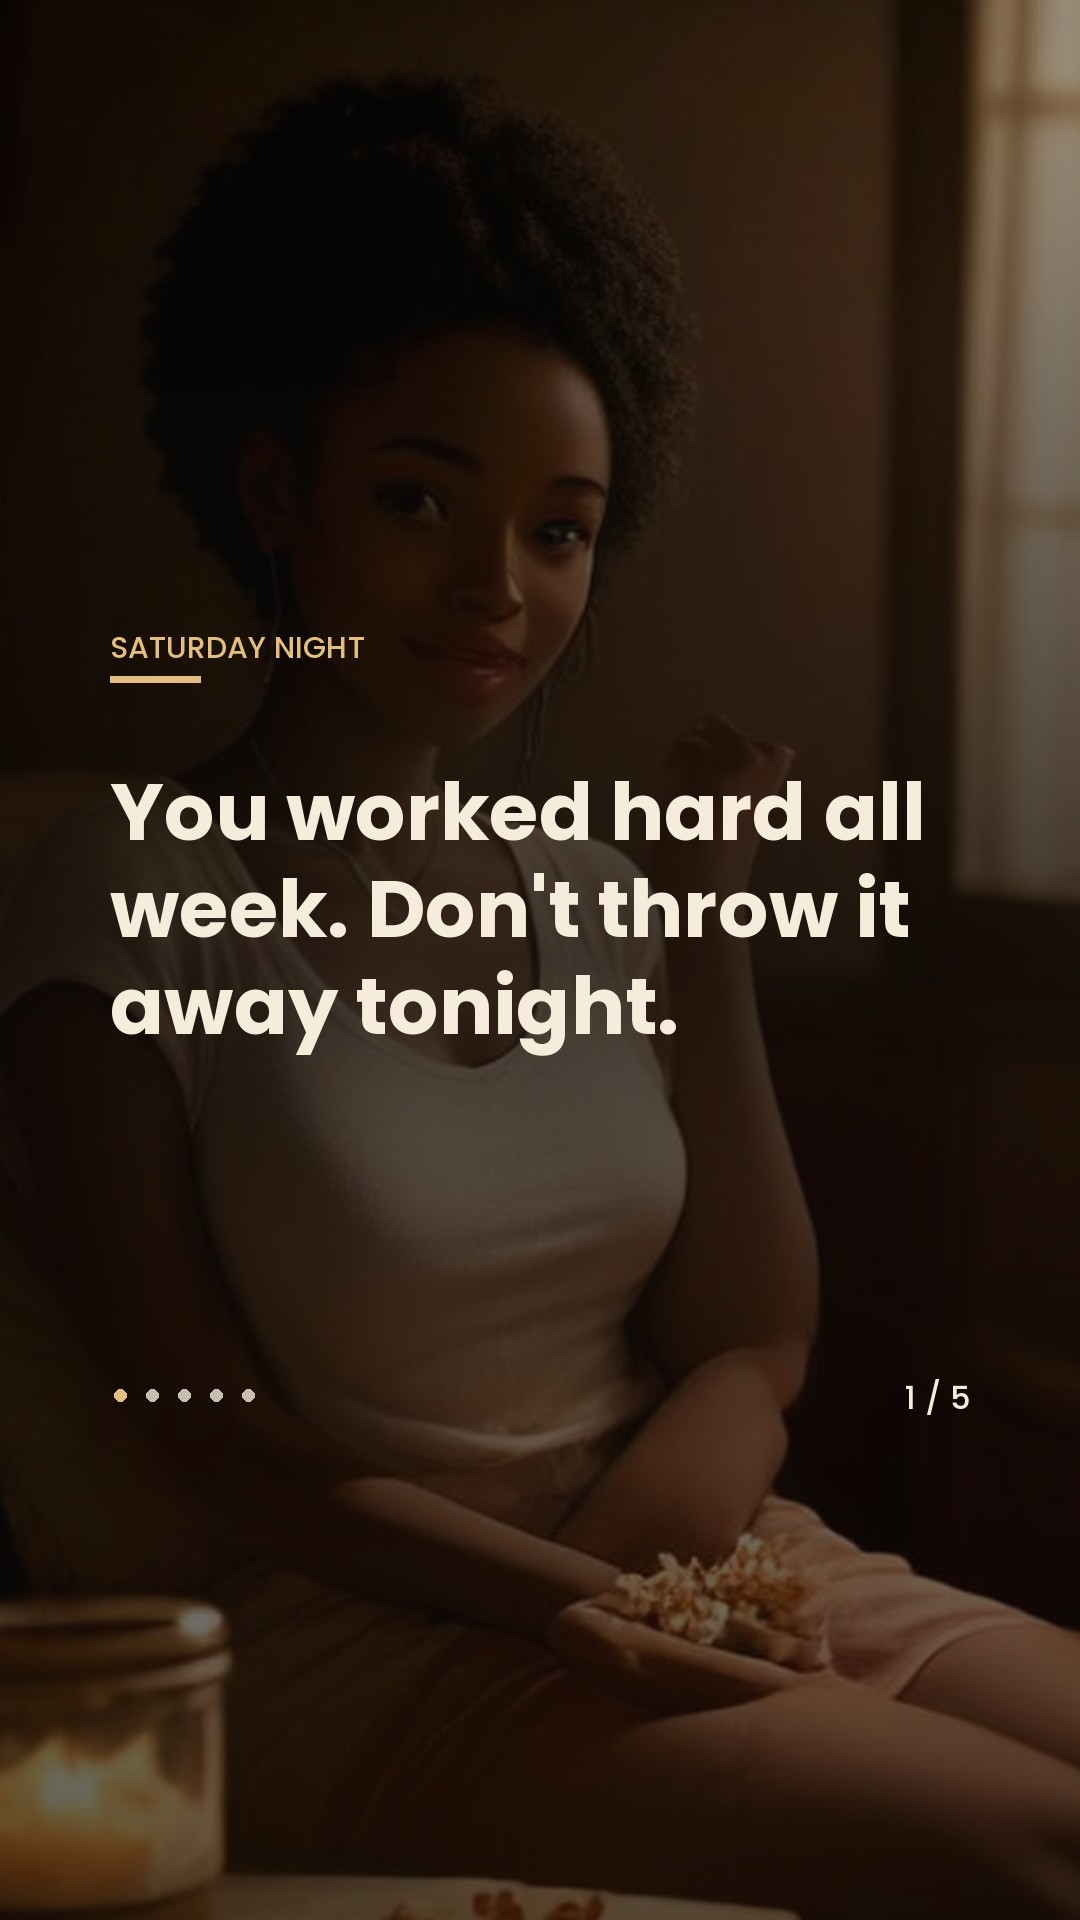 SATURDAY NIGHT
You worked hard all
week. Don't throw it
away tonight.
1 / 5